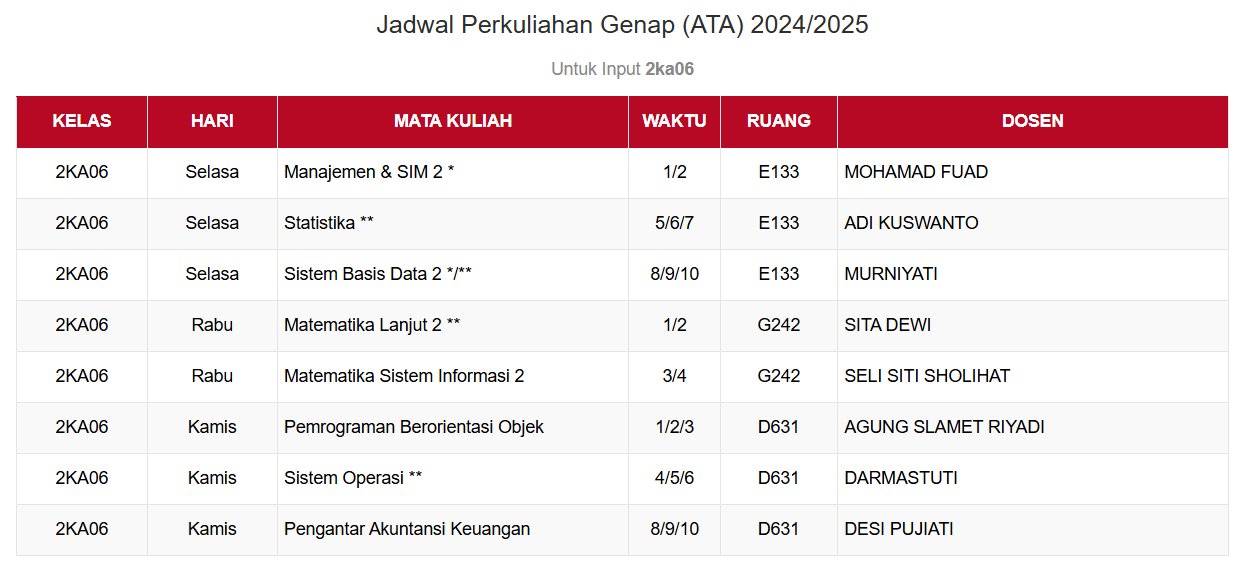 Jadwal Perkuliahan Genap (ATA) 2024/2025
Untuk Input 2ka06
KELAS HARI MATA KULIAH WAKTU RUANG DOSEN
2KA06 Selasa Manajemen & SIM 2 * 1/2 E133 MOHAMAD FUAD
2KA06 Selasa Statistika ** 5/6/7 E133 ADI KUSWANTO
2KA06 Selasa Sistem Basis Data 2 */** 8/9/10 E133 MURNIYATI
2KA06 Rabu Matematika Lanjut 2 ** 1/2 G242 SITA DEWI
2KA06 Rabu Matematika Sistem Informasi 2 3/4 G242 SELI SITI SHOLIHAT
2KA06 Kamis Pemrograman Berorientasi Objek 1/2/3 D631 AGUNG SLAMET RIYADI
2KA06 Kamis Sistem Operasi ** 4/5/6 D631 DARMASTUTI
2KA06 Kamis Pengantar Akuntansi Keuangan 8/9/10 D631 DESI PUJIATI